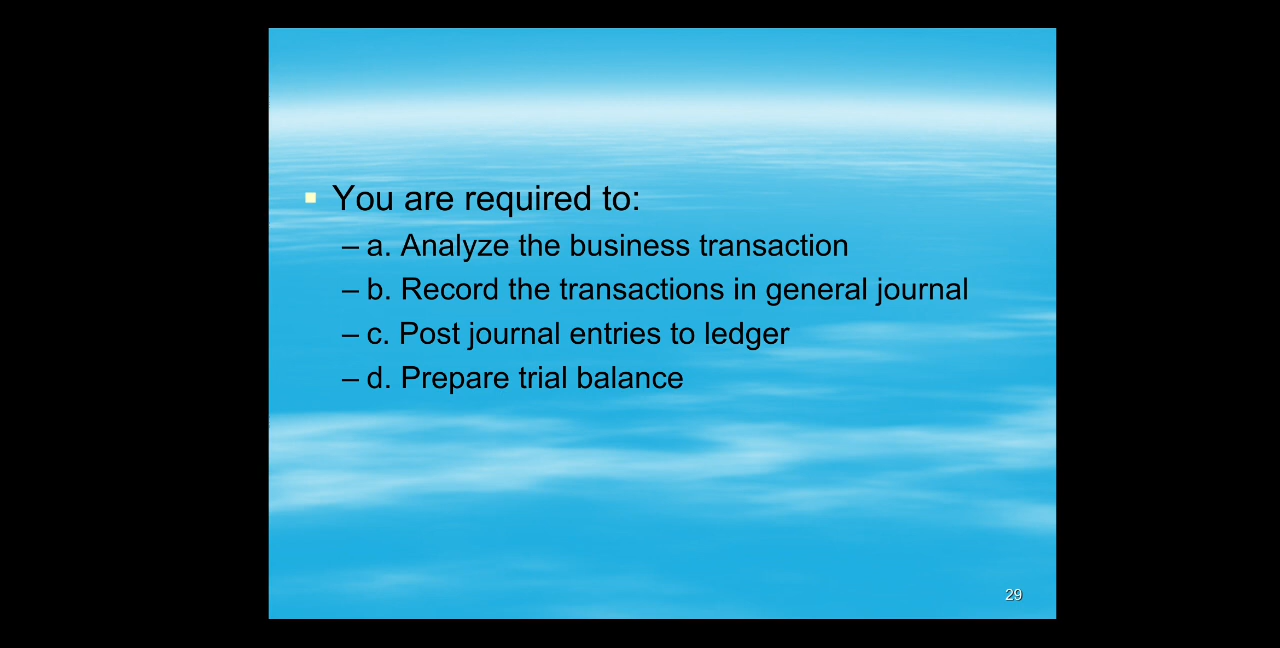 You are required to:
– a. Analyze the business transaction
– b. Record the transactions in general journal
– c. Post journal entries to ledger
– d. Prepare trial balance
29